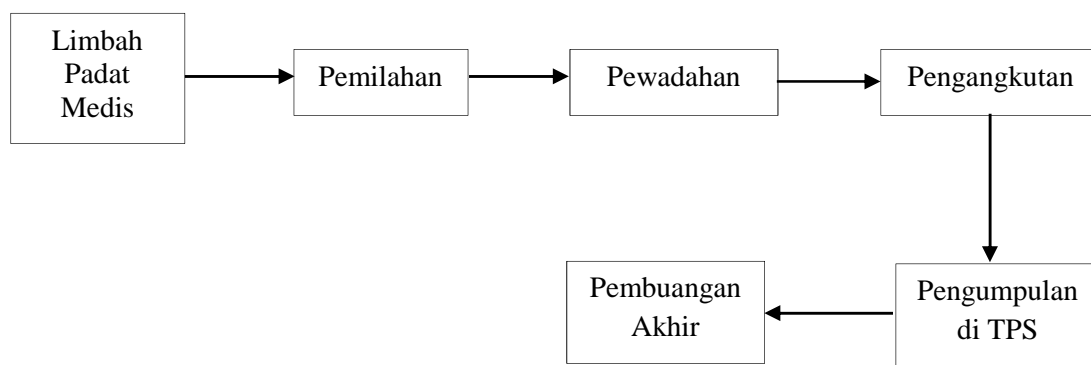 Limbah
Padat
Medis
Pemilahan
Pewadahan
Pengangkutan
Pengumpulan
di TPS
Pembuangan
Akhir